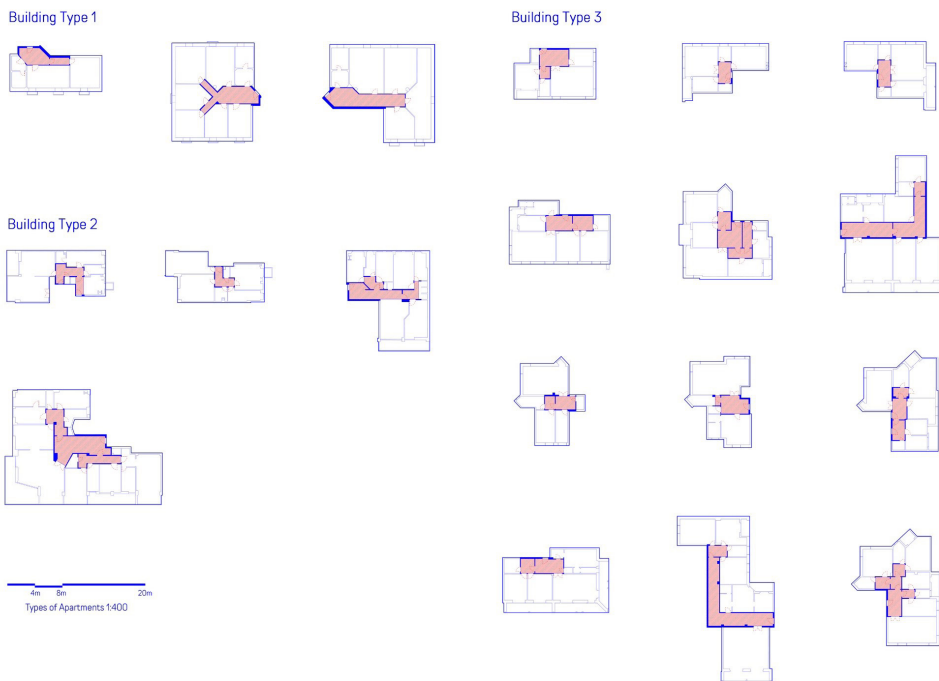 Building Type 1
Building Type 3
Building Type 2
4m 8m 20m
Types of Apartments 1:400